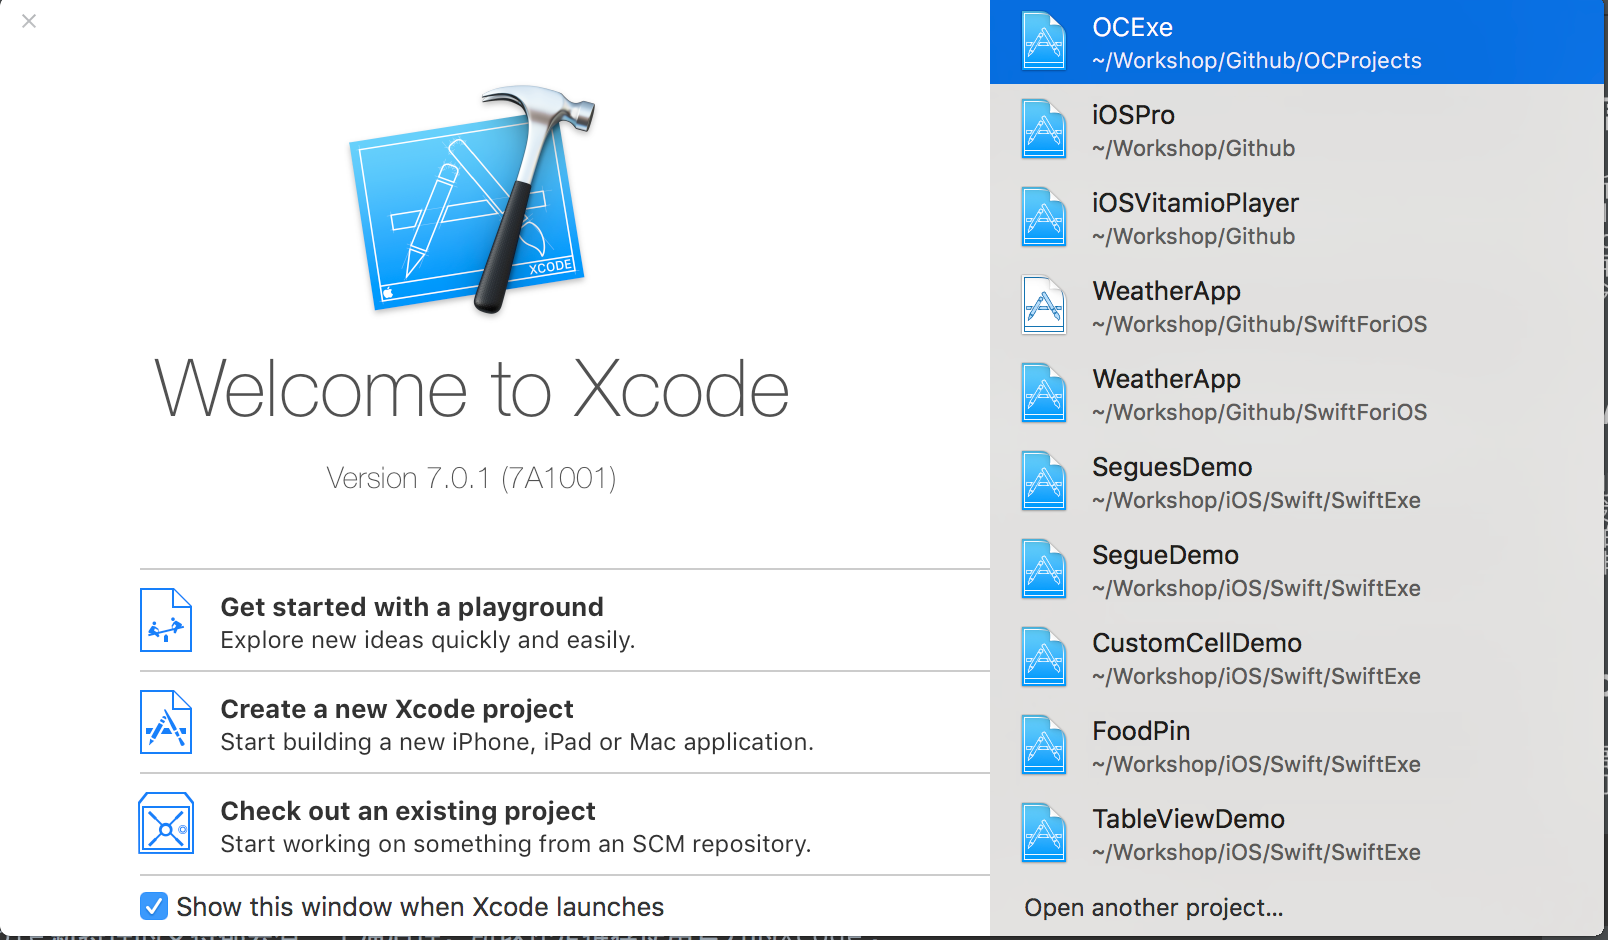 XCODE
Welcome to Xcode
Version 7.0.1 (7A1001)
Get started with a playground
Explore new ideas quickly and easily.
Create a new Xcode project
Start building a new iPhone, iPad or Mac application.
Check out an existing project
Start working on something from an SCM repository.
Show this window when Xcode launches
OCExe
~/Workshop/Github/OCProjects
iOSPro
~/Workshop/Github
iOSVitamioPlayer
~/Workshop/Github
WeatherApp
~/Workshop/Github/SwiftForiOS
WeatherApp
~/Workshop/Github/SwiftForiOS
SeguesDemo
~/Workshop/iOS/Swift/SwiftExe
SegueDemo
~/Workshop/iOS/Swift/SwiftExe
CustomCellDemo
~/Workshop/iOS/Swift/SwiftExe
FoodPin
~/Workshop/iOS/Swift/SwiftExe
TableViewDemo
~/Workshop/iOS/Swift/SwiftExe
Open another project...